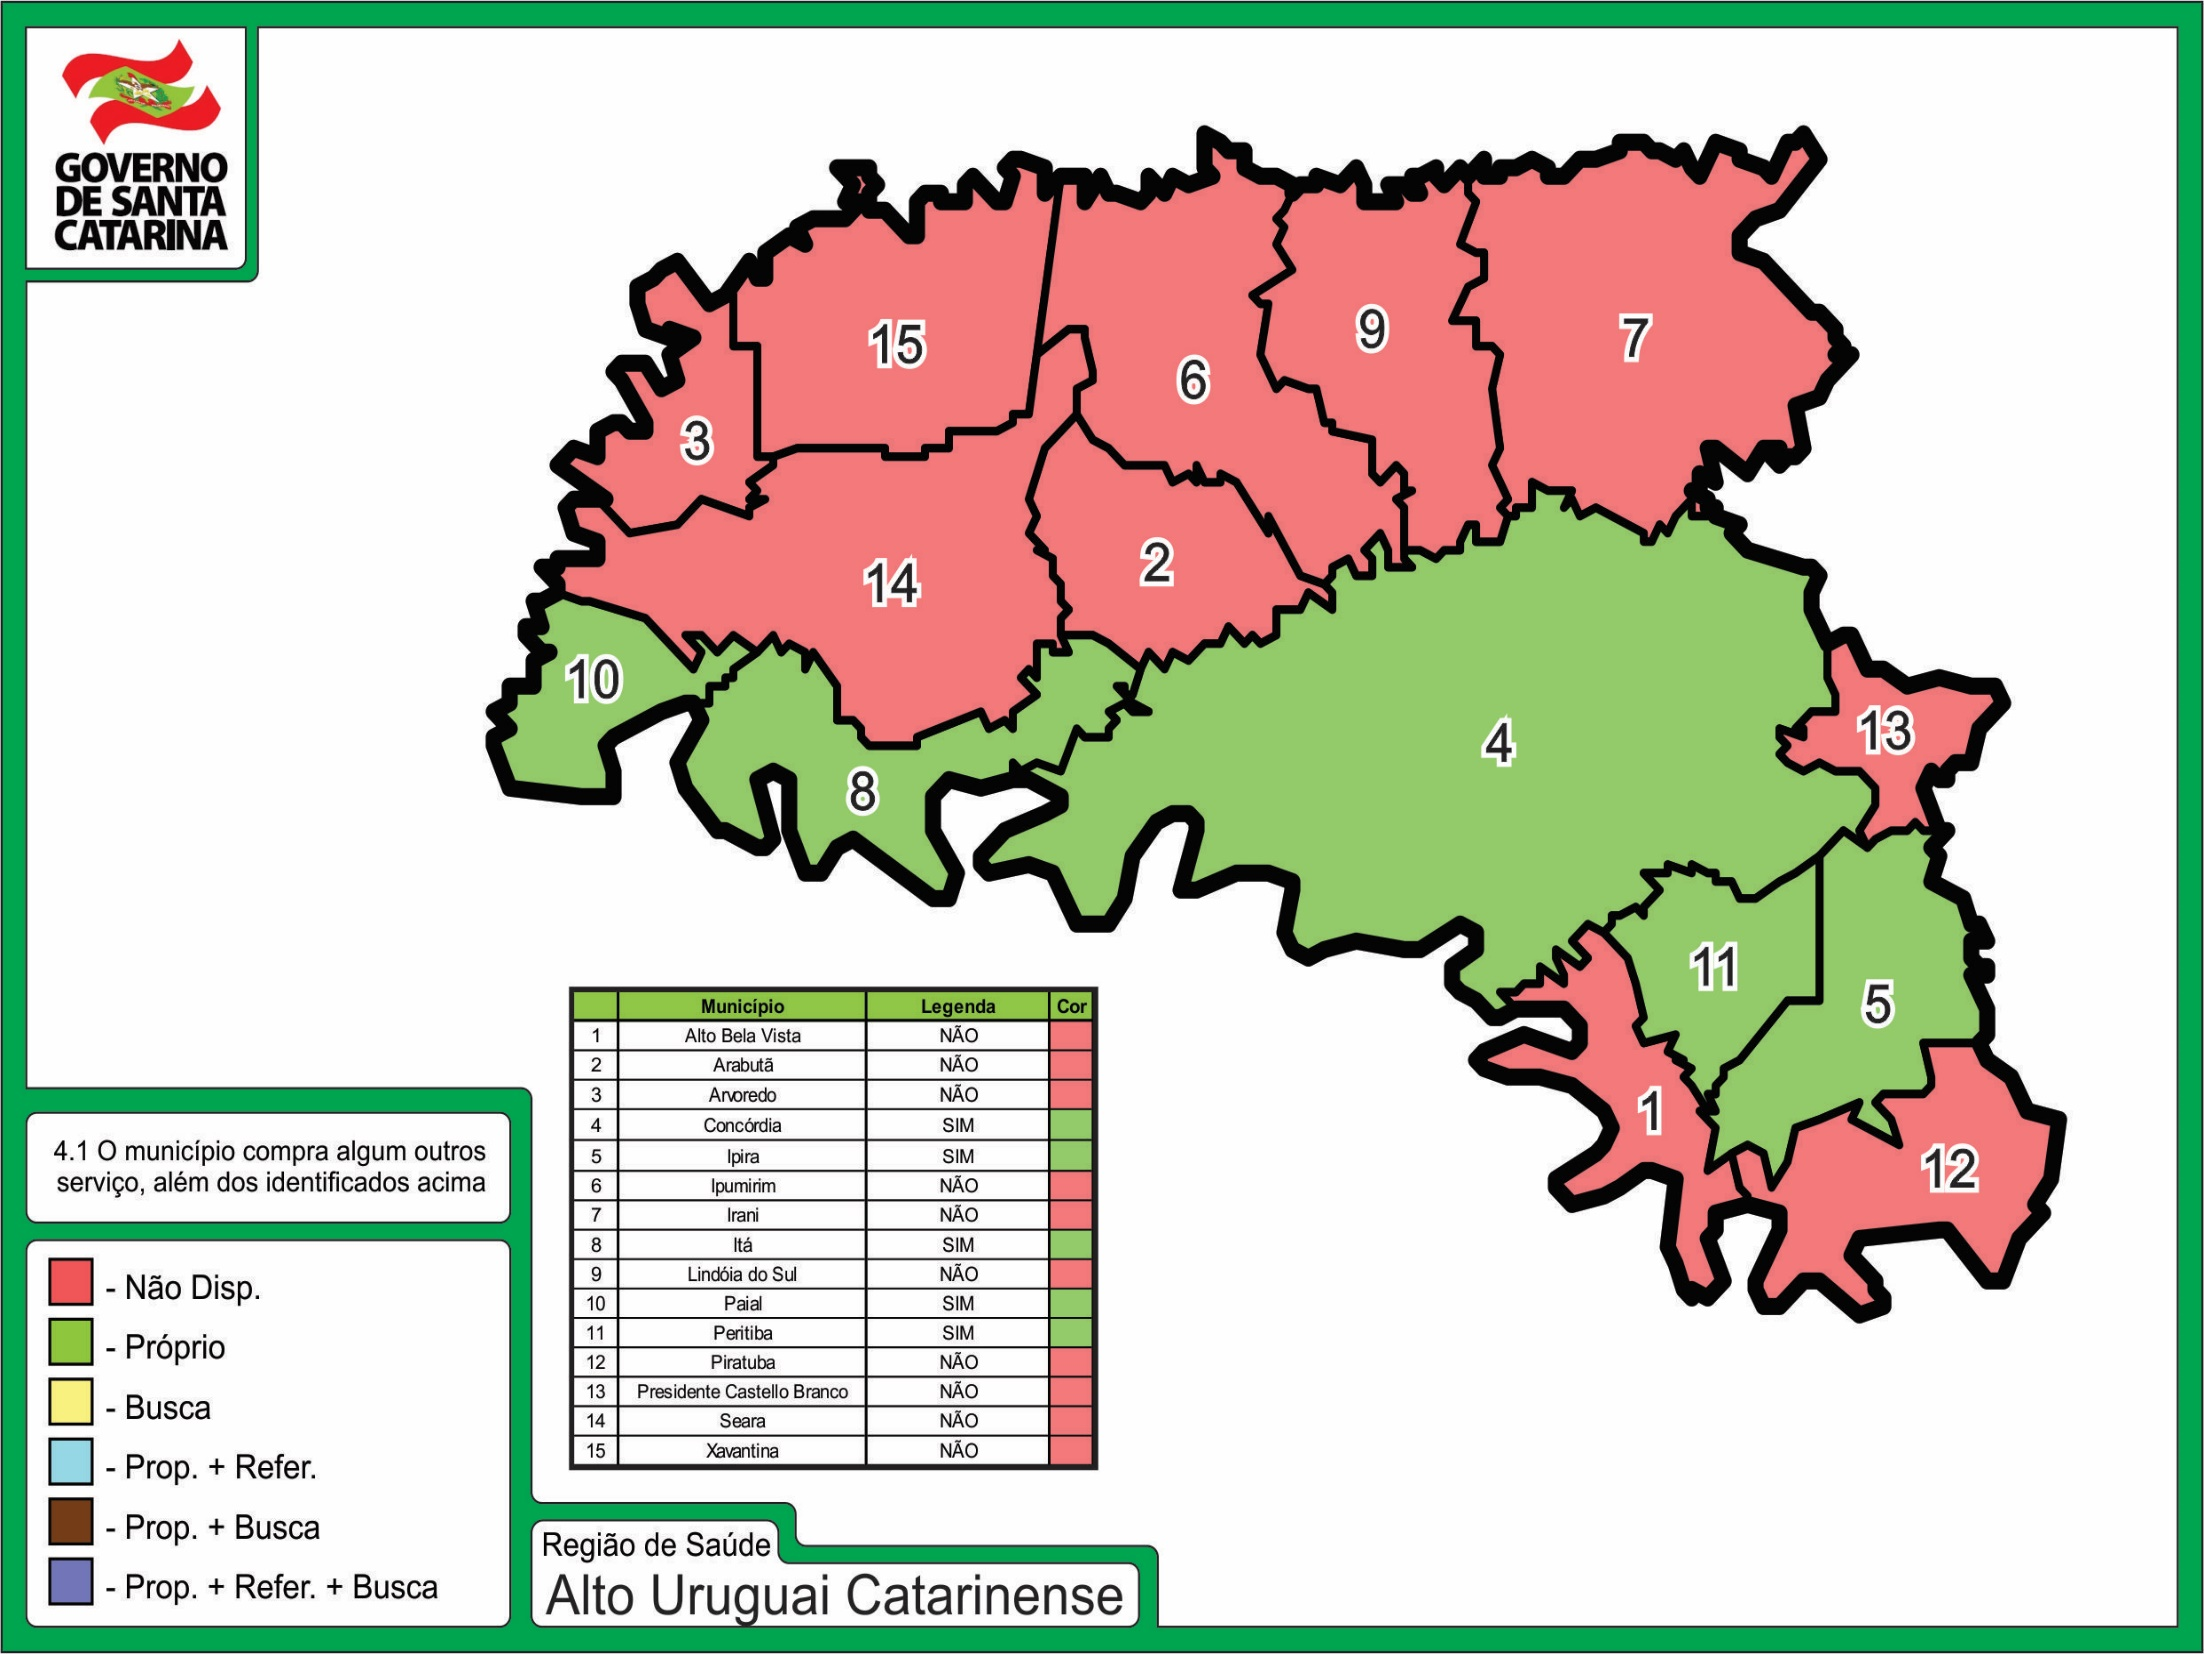 GOVERNO
DE SANTA
CATARINA
15
6
9
7
3
14
2
10
8
4
13
11
5
1
12
Município Legenda Cor
1 Alto Bela Vista NÃO
2 Arabutã NÃO
3 Arvoredo NÃO
4 Concórdia SIM
5 Ipira SIM
6 Ipumirim NÃO
7 Irani NÃO
8 Itá SIM
9 Lindóia do Sul NÃO
10 Paial SIM
11 Peritiba SIM
12 Piratuba NÃO
13 Presidente Castello Branco NÃO
14 Seara NÃO
15 Xavantina NÃO
4.1 O município compra algum outros
serviço, além dos identificados acima
- Não Disp.
- Próprio
- Busca
- Prop. + Refer.
- Prop. + Busca
- Prop. + Refer. + Busca
Região de Saúde
Alto Uruguai Catarinense